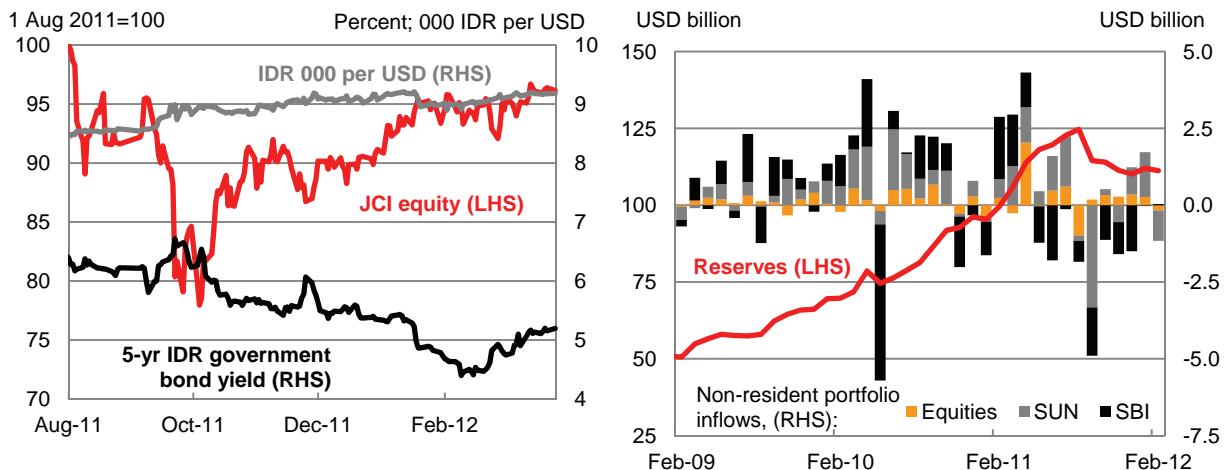 1 Aug 2011=100
Percent; 000 IDR per USD
100
95
90
85
80
75
70
10
9
8
7
6
5
4
IDR 000 per USD (RHS)
JCI equity (LHS)
5-yr IDR government
bond yield (RHS)
Aug-11
Oct-11
Dec-11
Feb-12
USD billion
USD billion
150
125
100
75
50
25
5.0
2.5
0.0
-2.5
-5.0
-7.5
Reserves (LHS)
Non-resident portfolio
inflows, (RHS):
Equities
SUN
SBI
Feb-09
Feb-10
Feb-11
Feb-12